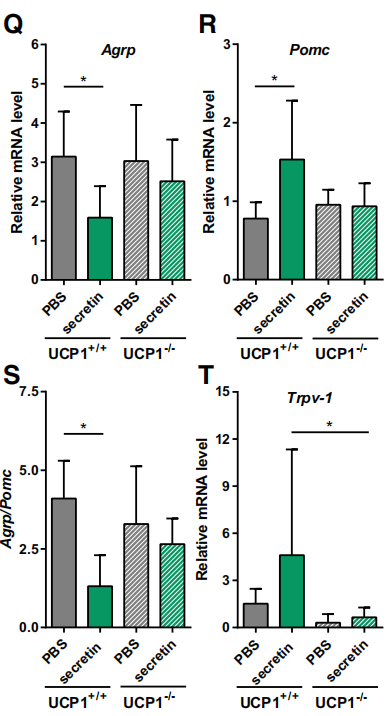 Q
Agrp
Relative mRNA level
6
5
4
3
2
1
0
*
PBS
secretin
PBS
secretin
UCP1+/+
UCP1-/-
R
Pomc
Relative mRNA level
3
2
1
0
*
PBS
secretin
PBS
secretin
UCP1+/+
UCP1-/-
S
Agrp/Pomc
7.5
5.0
2.5
0.0
*
PBS
secretin
PBS
secretin
UCP1+/+
UCP1-/-
T
Trpv-1
Relative mRNA level
15
12
9
6
3
0
*
PBS
secretin
PBS
secretin
UCP1+/+
UCP1-/-